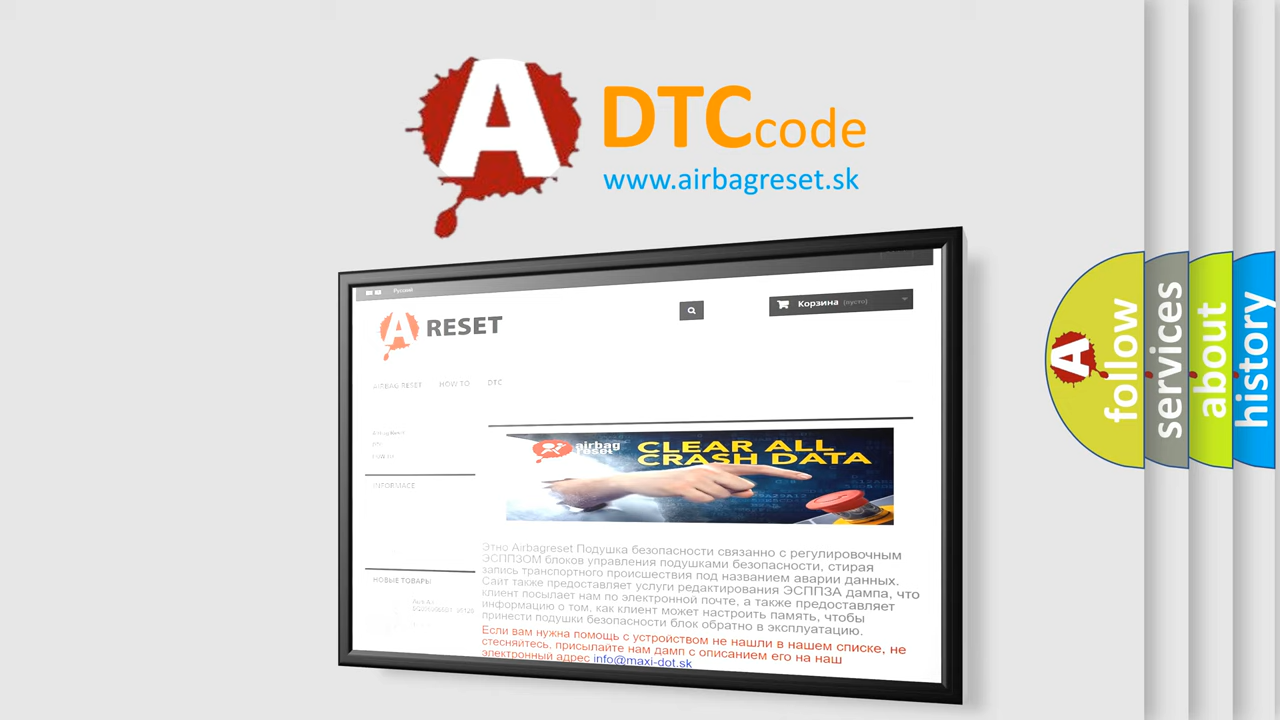 A
DTC code
www.airbagreset.sk
Русский
A RESET
Корзина (пусто)
AIRBAG RESET HOW TO DTC
INFORMACE
airbag
reset
CLEAR ALL
CRASH DATA
Этно Airbagreset Подушка безопасности связанно с регулировочным
ЭСППЗОМ блоков управления подушками безопасности, стирая
запись транспортного происшествия под названием аварии данных.
Сайт также предоставляет услуги редактирования ЭСППЗА дампа, что
клиент посылает нам по электронной почте, а также предоставляет
информацию о том, как клиент может настроить память, чтобы
принести подушки безопасности блок обратно в эксплуатацию.
Если вам нужна помощь с устройством не нашли в нашем списке, не
стесняйтесь, присылайте нам дамп с описанием его на наш
электронный адрес info@maxi-dot.sk
НОВЫЕ ТОВАРЫ
A
follow
services
about
history